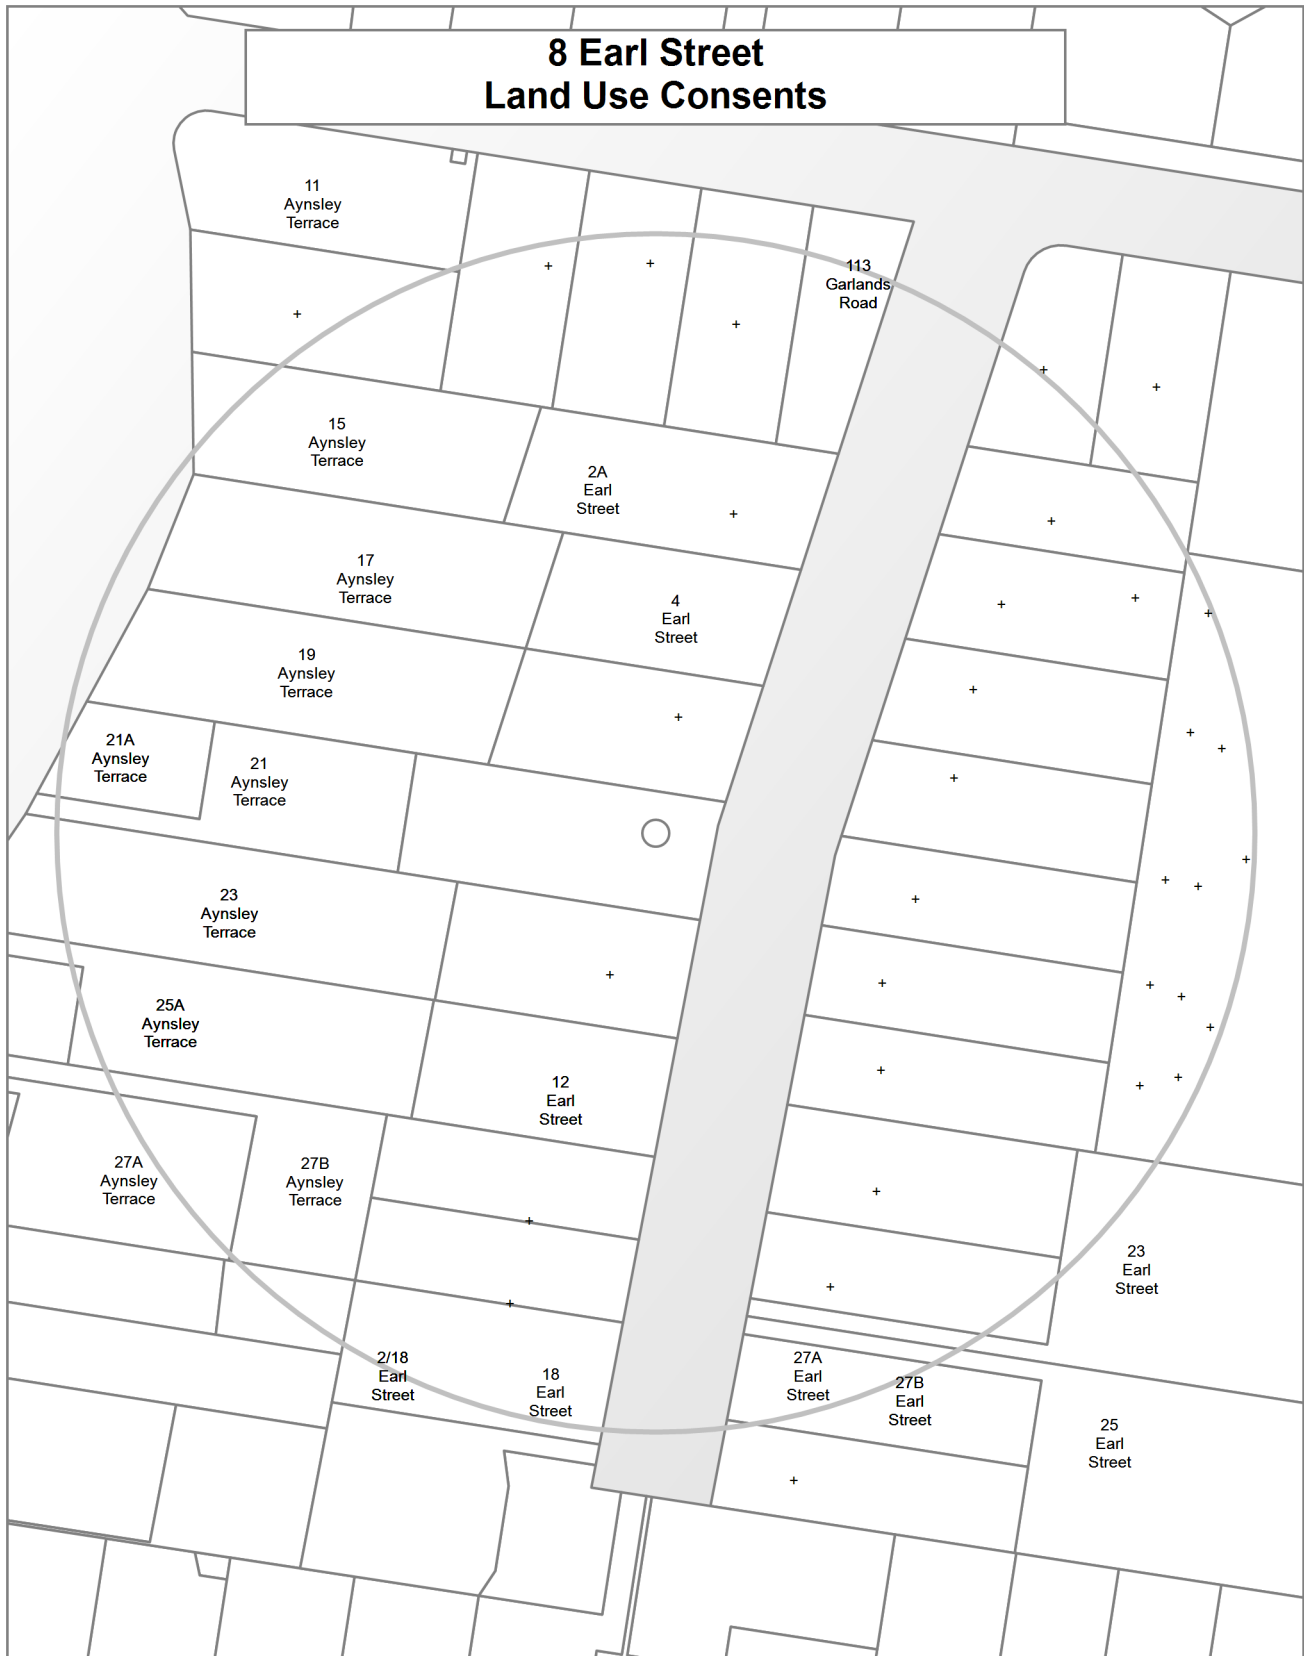 8 Earl Street
Land Use Consents
11
Aynsley
Terrace
113
Garlands
Road
15
Aynsley
Terrace
2A
Earl
Street
17
Aynsley
Terrace
4
Earl
Street
19
Aynsley
Terrace
21A
Aynsley
Terrace
21
Aynsley
Terrace
23
Aynsley
Terrace
25A
Aynsley
Terrace
12
Earl
Street
27A
Aynsley
Terrace
27B
Aynsley
Terrace
23
Earl
Street
2/18
Earl
Street
18
Earl
Street
27A
Earl
Street
27B
Earl
Street
25
Earl
Street